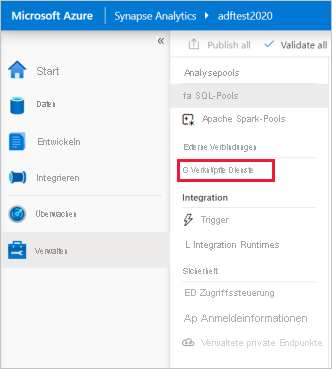 Microsoft Azure | Synapse Analytics ▸ adftest2020
«
Start
Daten
Entwickeln
Integrieren
Überwachen
Verwalten
Publish all Validate all
Analysepools
fa SQL-Pools
Apache Spark-Pools
Externe Verbindungen
G Verknüpfte Dienste
Integration
Trigger
L Integration Runtimes
Sicherheit
ED Zugriffssteuerung
Ap Anmeldeinformationen
Verwaltete private Endpunkte